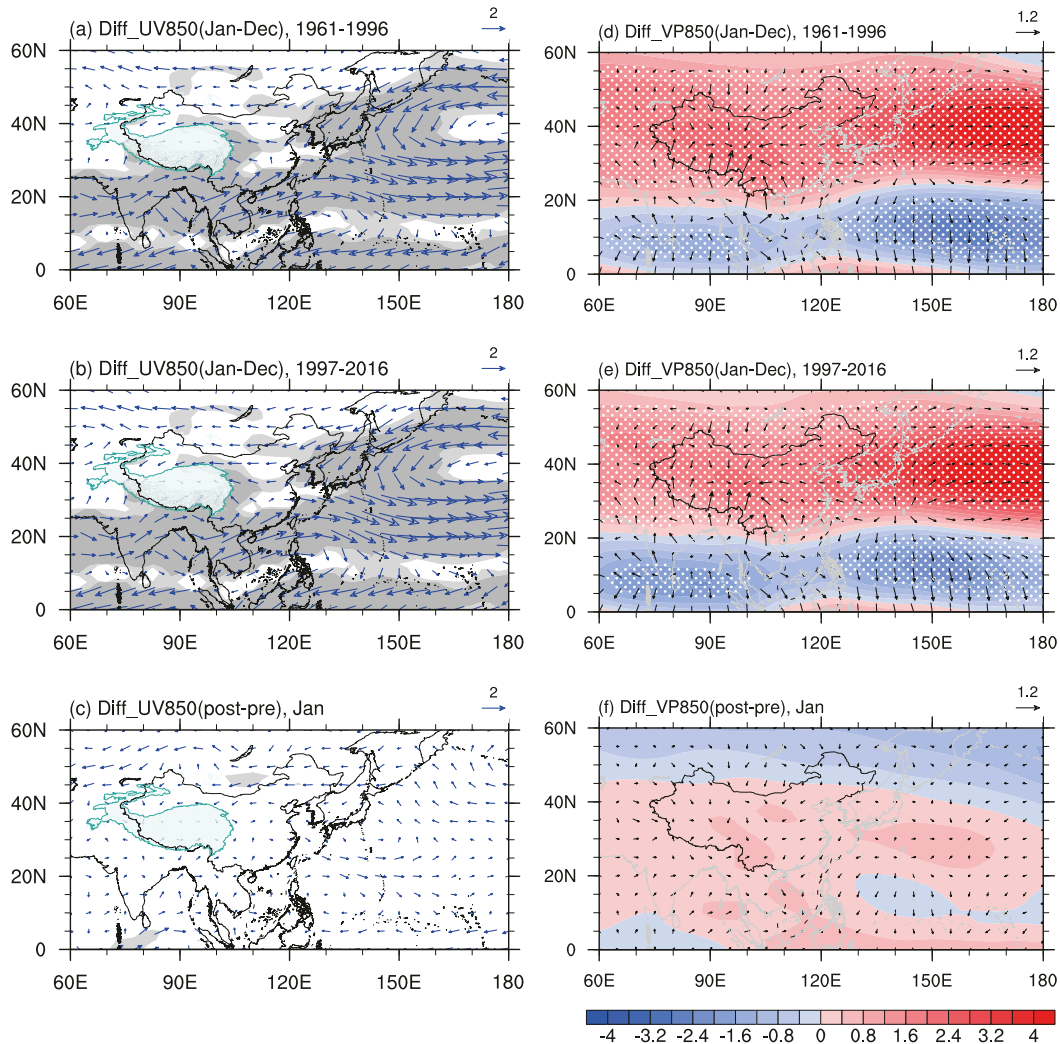 (a) Diff_UV850(Jan-Dec), 1961-1996
2
60N
40N
20N
0
60E
90E
120E
150E
180
(d) Diff_VP850(Jan-Dec), 1961-1996
1.2
60N
40N
20N
0
60E
90E
120E
150E
180
(b) Diff_UV850(Jan-Dec), 1997-2016
2
60N
40N
20N
0
60E
90E
120E
150E
180
(e) Diff_VP850(Jan-Dec), 1997-2016
1.2
60N
40N
20N
0
60E
90E
120E
150E
180
(c) Diff_UV850(post-pre), Jan
2
60N
40N
20N
0
60E
90E
120E
150E
180
(f) Diff_VP850(post-pre), Jan
1.2
60N
40N
20N
0
60E
90E
120E
150E
180
-4 -3.2 -2.4 -1.6 -0.8 0 0.8 1.6 2.4 3.2 4